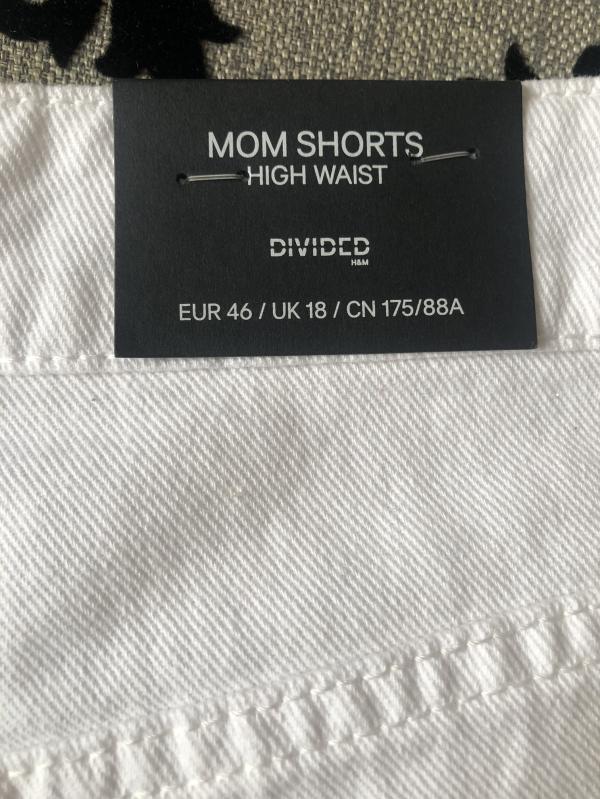 MOM SHORTS
HIGH WAIST
DIVIDED
H&M
EUR 46 / UK 18 / CN 175/88A